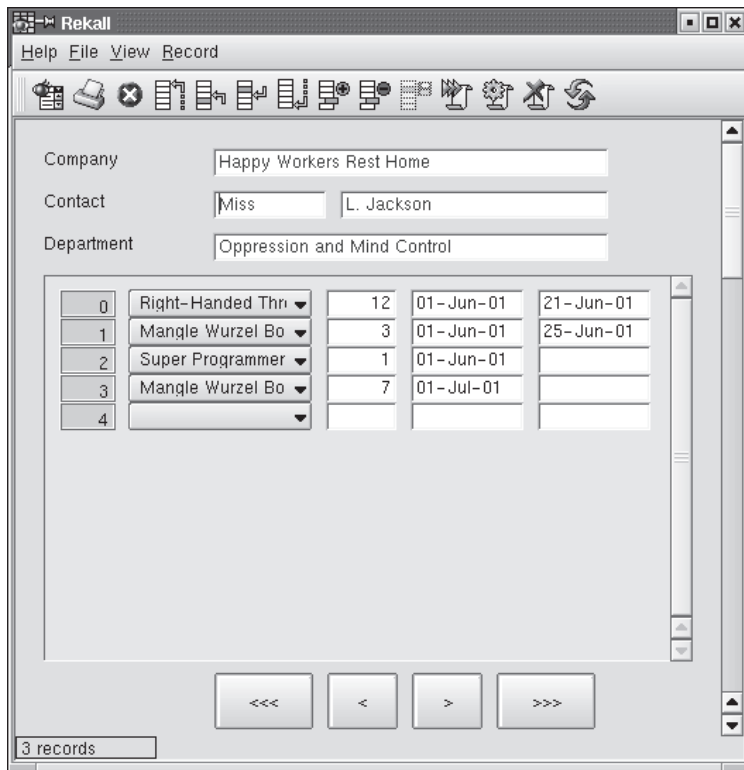 Rekall
Help File View Record
Company Happy Workers Rest Home
Contact Miss L. Jackson
Department Oppression and Mind Control
0 Right-Handed Thr 12 01-Jun-01 21-Jun-01
1 Mangle Wurzel Bo 3 01-Jun-01 25-Jun-01
2 Super Programmer 1 01-Jun-01
3 Mangle Wurzel Bo 7 01-Jul-01
4
<<< < > >>>
3 records